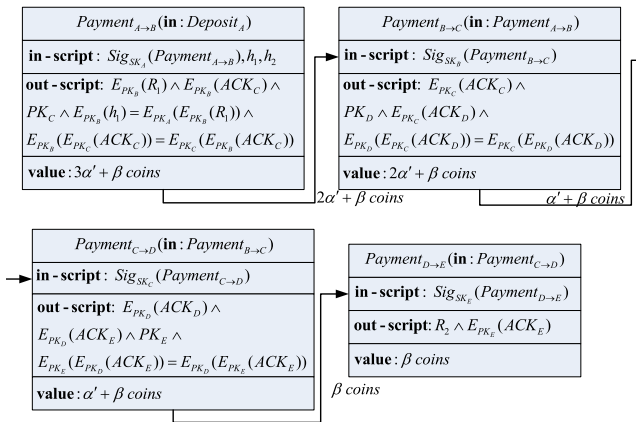 Payment_{A→B}(in: Deposit_A)
in-script: Sig_{SK_A}(Payment_{A→B}), h_1, h_2
out-script: E_{PK_B}(R_1) ∧ E_{PK_B}(ACK_C) ∧
PK_C ∧ E_{PK_B}(h_1) = E_{PK_A}(E_{PK_B}(R_1)) ∧
E_{PK_B}(E_{PK_C}(ACK_C)) = E_{PK_C}(E_{PK_B}(ACK_C))
value: 3α′ + β coins
2α′ + β coins
Payment_{B→C}(in: Payment_{A→B})
in-script: Sig_{SK_B}(Payment_{B→C})
out-script: E_{PK_C}(ACK_C) ∧
PK_D ∧ E_{PK_C}(ACK_D) ∧
E_{PK_D}(E_{PK_C}(ACK_D)) = E_{PK_C}(E_{PK_D}(ACK_D))
value: 2α′ + β coins
α′ + β coins
Payment_{C→D}(in: Payment_{B→C})
in-script: Sig_{SK_C}(Payment_{C→D})
out-script: E_{PK_D}(ACK_D) ∧
E_{PK_D}(ACK_E) ∧ PK_E ∧
E_{PK_E}(E_{PK_D}(ACK_E)) = E_{PK_D}(E_{PK_E}(ACK_E))
value: α′ + β coins
β coins
Payment_{D→E}(in: Payment_{C→D})
in-script: Sig_{SK_E}(Payment_{D→E})
out-script: R_2 ∧ E_{PK_E}(ACK_E)
value: β coins